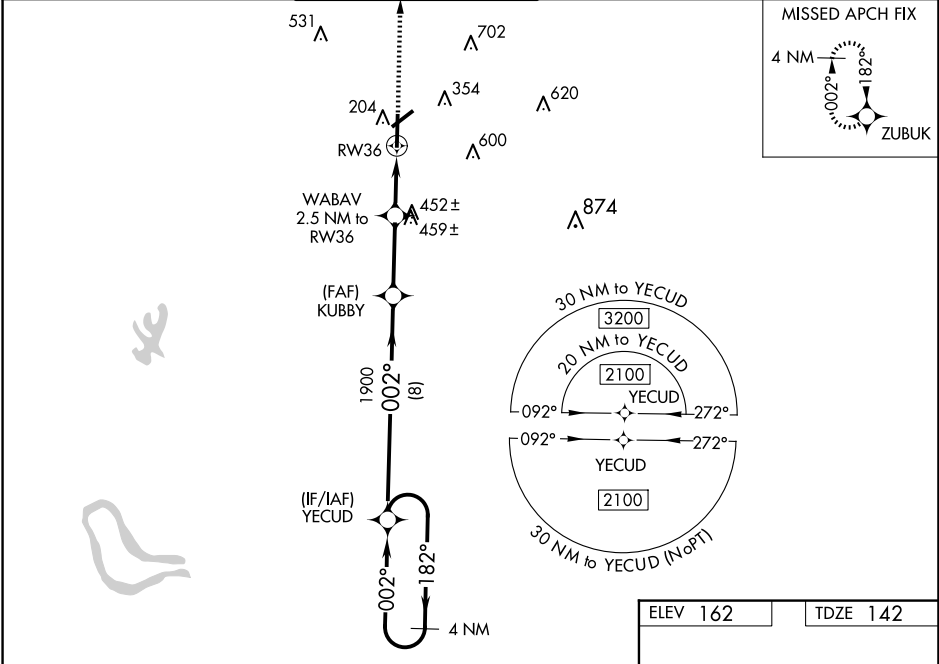 531
702
354
620
204
600
RW36
WABAV
2.5 NM to
RW36
452±
459±
874
(FAF)
KUBBY
1900
002°
(8)
(IF/IAF)
YECUD
002°
182°
4 NM
MISSED APCH FIX
4 NM
002°
182°
ZUBUK
30 NM to YECUD
3200
20 NM to YECUD
2100
YECUD
092°
272°
092°
272°
YECUD
2100
30 NM to YECUD (NoPT)
ELEV 162
TDZE 142